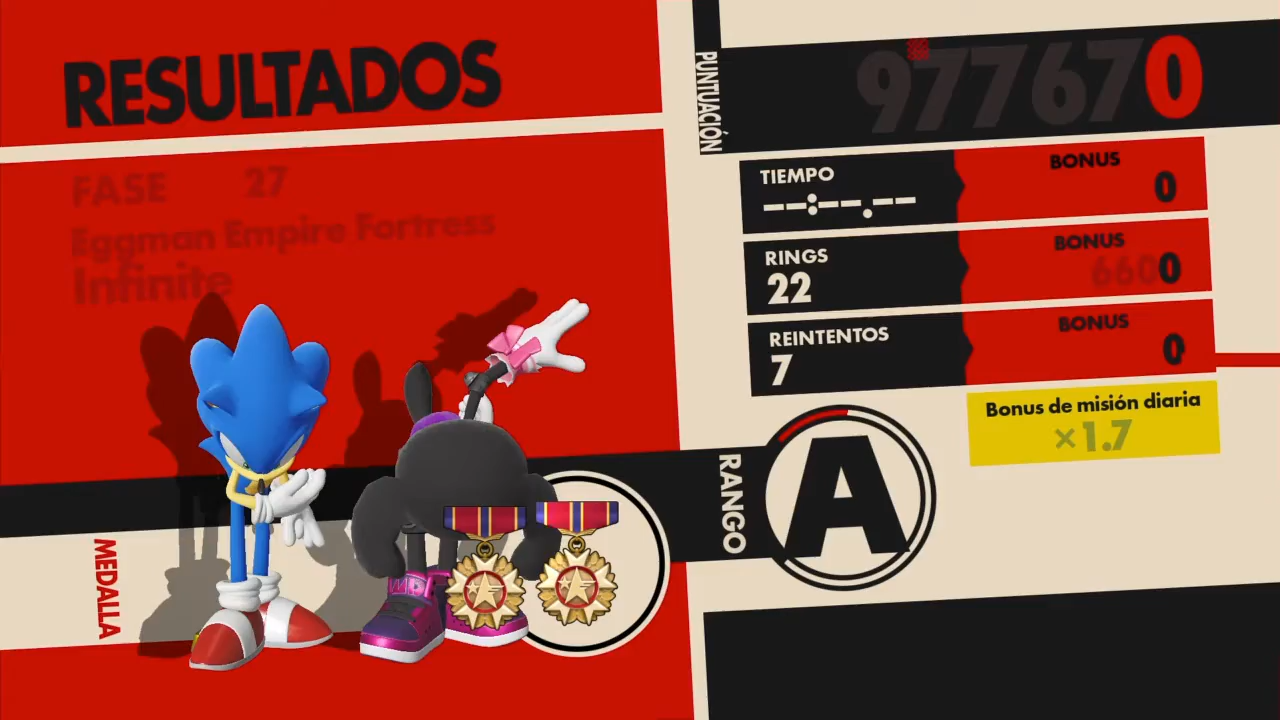 RESULTADOS
FASE 27
Eggman Empire Fortress
Infinite
MEDALLA
PUNTUACIÓN
977670
TIEMPO
--:--.--
BONUS
0
RINGS
22
BONUS
6600
REINTENTOS
7
BONUS
0
Bonus de misión diaria
×1.7
RANGO
A